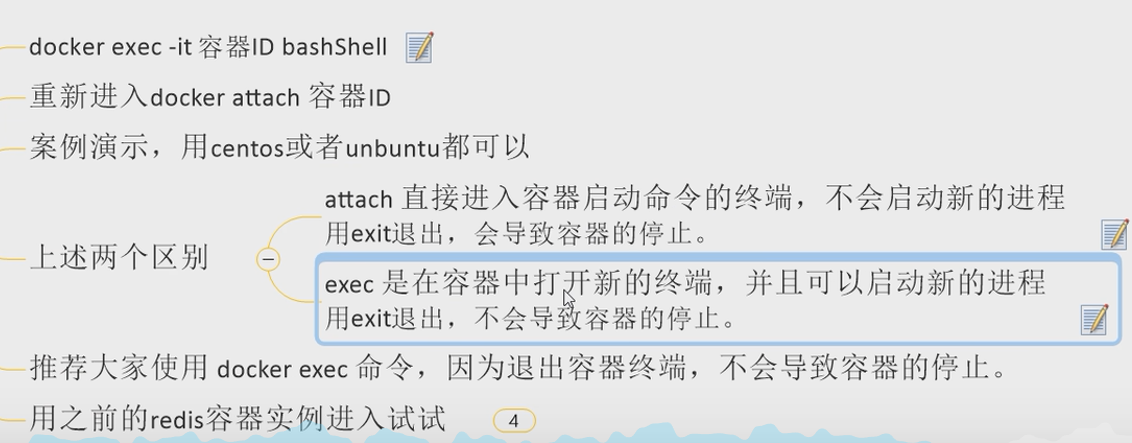 docker exec -it 容器ID bashShell
重新进入docker attach 容器ID
案例演示，用centos或者unbuntu都可以
attach 直接进入容器启动命令的终端，不会启动新的进程
用exit退出，会导致容器的停止。
上述两个区别
exec 是在容器中打开新的终端，并且可以启动新的进程
用exit退出，不会导致容器的停止。
推荐大家使用 docker exec 命令，因为退出容器终端，不会导致容器的停止。
用之前的redis容器实例进入试试 4